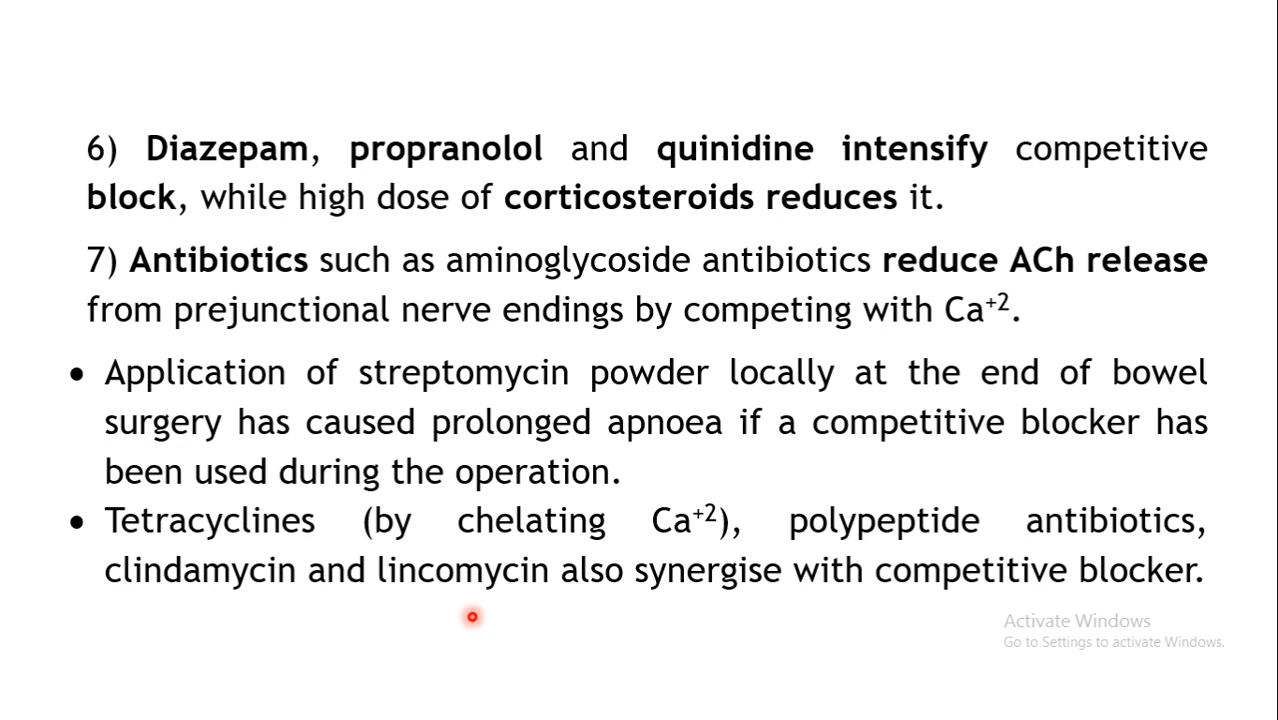 6) Diazepam, propranolol and quinidine intensify competitive
block, while high dose of corticosteroids reduces it.
7) Antibiotics such as aminoglycoside antibiotics reduce ACh release
from prejunctional nerve endings by competing with Ca⁺².
• Application of streptomycin powder locally at the end of bowel
surgery has caused prolonged apnoea if a competitive blocker has
been used during the operation.
• Tetracyclines (by chelating Ca⁺²), polypeptide antibiotics,
clindamycin and lincomycin also synergise with competitive blocker.
Activate Windows
Go to Settings to activate Windows.